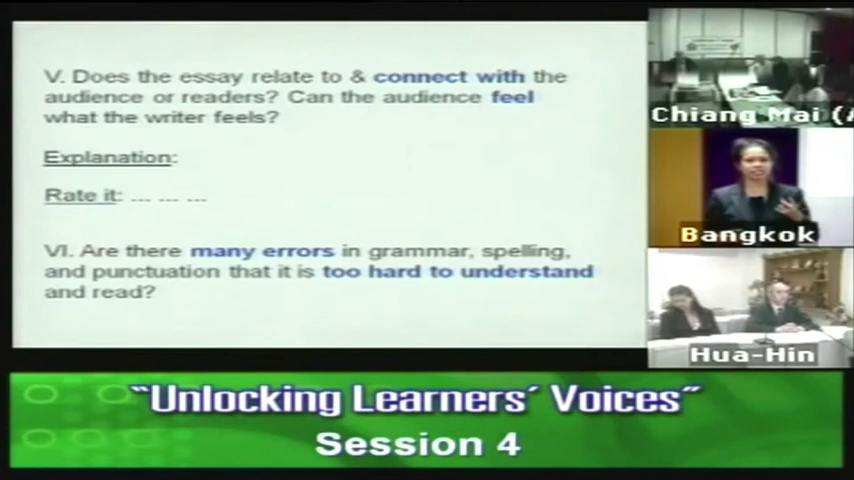 V. Does the essay relate to & connect with the
audience or readers? Can the audience feel
what the writer feels?
Explanation:
Rate it: ... ... ...
VI. Are there many errors in grammar, spelling,
and punctuation that it is too hard to understand
and read?
Chiang Mai (A
Bangkok
Hua-Hin
"Unlocking Learners' Voices"
Session 4